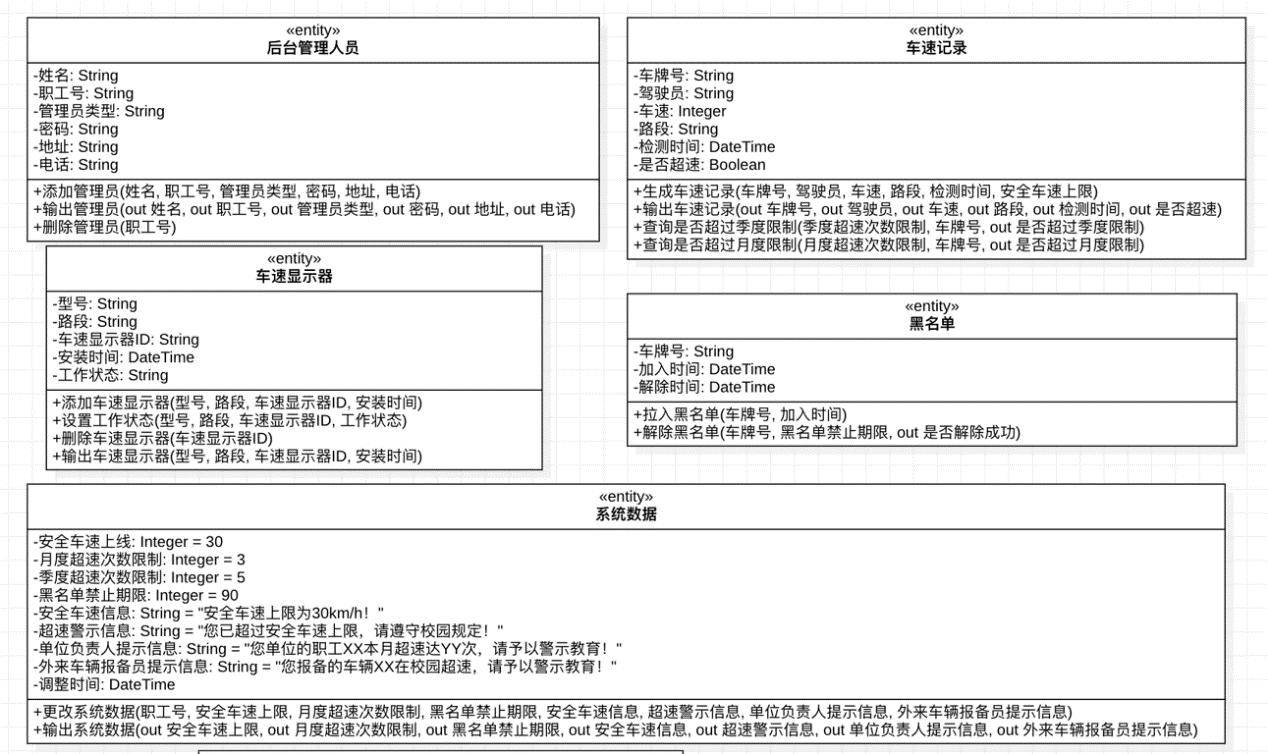 «entity»
后台管理人员
-姓名: String
-职工号: String
-管理员类型: String
-密码: String
-地址: String
-电话: String
+添加管理员(姓名, 职工号, 管理员类型, 密码, 地址, 电话)
+输出管理员(out 姓名, out 职工号, out 管理员类型, out 密码, out 地址, out 电话)
+删除管理员(职工号)
«entity»
车速记录
-车牌号: String
-驾驶员: String
-车速: Integer
-路段: String
-检测时间: DateTime
-是否超速: Boolean
+生成车速记录(车牌号, 驾驶员, 车速, 路段, 检测时间, 安全车速上限)
+输出车速记录(out 车牌号, out 驾驶员, out 车速, out 路段, out 检测时间, out 是否超速)
+查询是否超过季度限制(季度超速次数限制, 车牌号, out 是否超过季度限制)
+查询是否超过月度限制(月度超速次数限制, 车牌号, out 是否超过月度限制)
«entity»
车速显示器
-型号: String
-路段: String
-车速显示器ID: String
-安装时间: DateTime
-工作状态: String
+添加车速显示器(型号, 路段, 车速显示器ID, 安装时间)
+设置工作状态(型号, 路段, 车速显示器ID, 工作状态)
+删除车速显示器(车速显示器ID)
+输出车速显示器(型号, 路段, 车速显示器ID, 安装时间)
«entity»
黑名单
-车牌号: String
-加入时间: DateTime
-解除时间: DateTime
+拉入黑名单(车牌号, 加入时间)
+解除黑名单(车牌号, 黑名单禁止期限, out 是否解除成功)
«entity»
系统数据
-安全车速上线: Integer = 30
-月度超速次数限制: Integer = 3
-季度超速次数限制: Integer = 5
-黑名单禁止期限: Integer = 90
-安全车速信息: String = "安全车速上限为30km/h！"
-超速警示信息: String = "您已超过安全车速上限，请遵守校园规定！"
-单位负责人提示信息: String = "您单位的职工XX本月超速达YY次，请予以警示教育！"
-外来车辆报备员提示信息: String = "您报备的车辆XX在校园超速，请予以警示教育！"
-调整时间: DateTime
+更改系统数据(职工号, 安全车速上限, 月度超速次数限制, 黑名单禁止期限, 安全车速信息, 超速警示信息, 单位负责人提示信息, 外来车辆报备员提示信息)
+输出系统数据(out 安全车速上限, out 月度超速次数限制, out 黑名单禁止期限, out 安全车速信息, out 超速警示信息, out 单位负责人提示信息, out 外来车辆报备员提示信息)